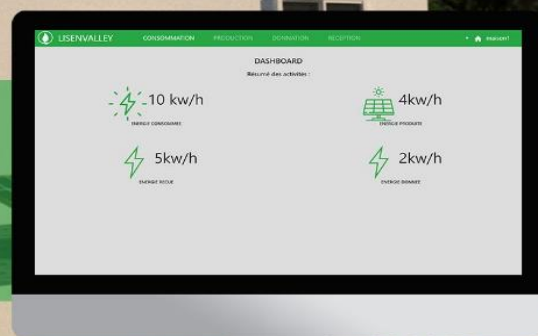 LISENVALLEY CONSOMMATION PRODUCTION DONNATION RECEPTION maison1
DASHBOARD
Résumé des activités :
10 kw/h 4kw/h
ENERGIE CONSOMMEE ENERGIE PRODUITE
5kw/h 2kw/h
ENERGIE RECUE ENERGIE DONNEE